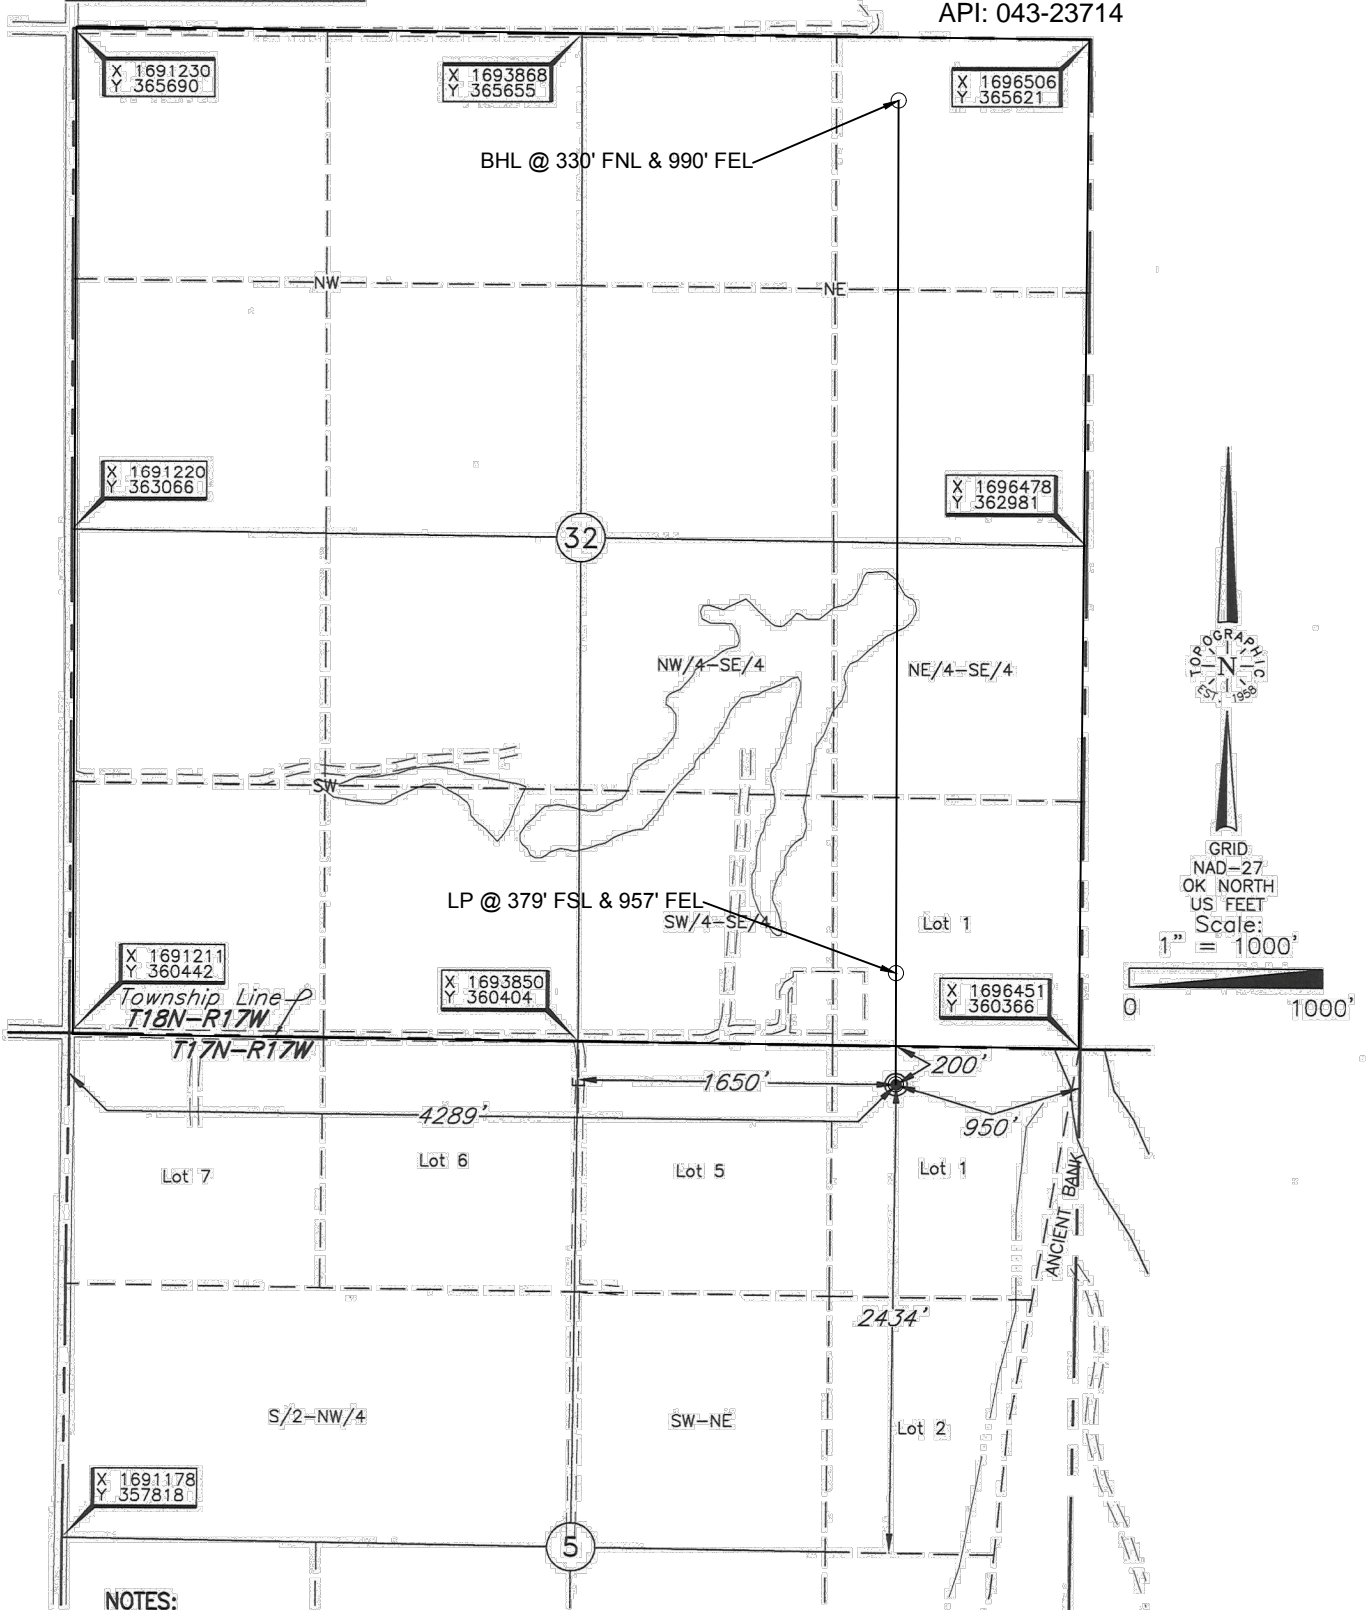 API: 043-23714
X 1691230
Y 365690
X 1693868
Y 365655
X 1696506
Y 365621
BHL @ 330' FNL & 990' FEL
NW
NE
X 1691220
Y 363066
X 1696478
Y 362981
32
NW/4-SE/4
NE/4-SE/4
TOPOGRAPHIC
N
EST. 1958
SW
GRID
NAD-27
OK NORTH
US FEET
Scale:
1" = 1000'
0 1000'
LP @ 379' FSL & 957' FEL
SW/4-SE/4
Lot 1
X 1691211
Y 360442
X 1693850
Y 360404
X 1696451
Y 360366
Township Line
T18N-R17W
T17N-R17W
200'
1650'
4289'
950'
Lot 7
Lot 6
Lot 5
Lot 1
ANCIENT BANK
2434'
S/2-NW/4
SW-NE
Lot 2
X 1691178
Y 357818
5
NOTES: